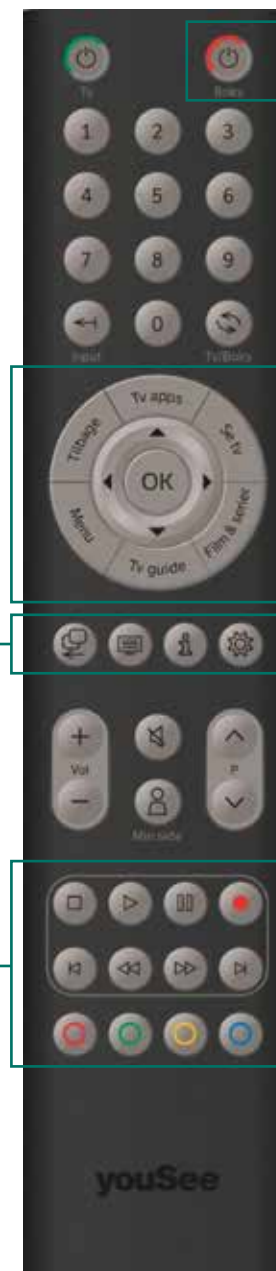 Tv Boks
1 2 3
4 5 6
7 8 9
0
Input Tv/Boks
Tv apps
Tilbage Se tv
OK
Menu Film & serier
Tv guide
Vol P
Min side
youSee